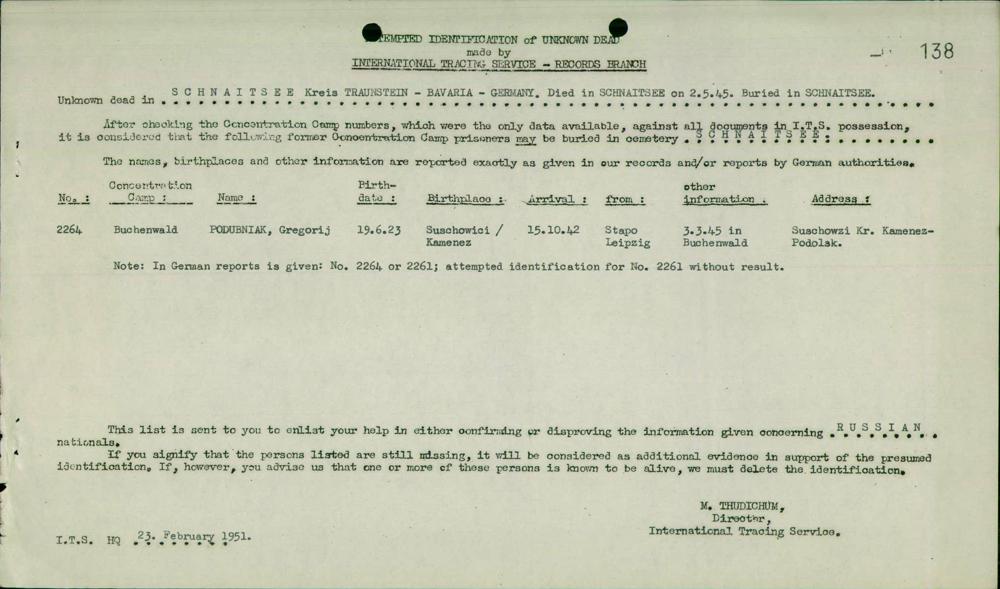 ATTEMPTED IDENTIFICATION of UNKNOWN DEAD
made by
INTERNATIONAL TRACING SERVICE - RECORDS BRANCH
138
Unknown dead in SCHNAITSEE Kreis TRAUNSTEIN - BAVARIA - GERMANY. Died in SCHNAITSEE on 2.5.45. Buried in SCHNAITSEE.
After checking the Concentration Camp numbers, which were the only data available, against all documents in I.T.S. possession,
it is considered that the following former Concentration Camp prisoners may be buried in cemetery SCHNAITSEE:
The names, birthplaces and other information are reported exactly as given in our records and/or reports by German authorities.
No. : Concentration Camp : Name : Birth-date : Birthplace : Arrival : from : other information : Address :
2264 Buchenwald PODUBNIAK, Gregorij 19.6.23 Suschowici / Kamenez 15.10.42 Stapo Leipzig 3.3.45 in Buchenwald Suschowzi Kr. Kamenez-Podolsk.
Note: In German reports is given: No. 2264 or 2261; attempted identification for No. 2261 without result.
This list is sent to you to enlist your help in either confirming or disproving the information given concerning RUSSIAN
nationals.
If you signify that the persons listed are still missing, it will be considered as additional evidence in support of the presumed
identification. If, however, you advise us that one or more of these persons is known to be alive, we must delete the identification.
M. THUDICHUM,
Director,
International Tracing Service.
I.T.S. HQ 23. February 1951.